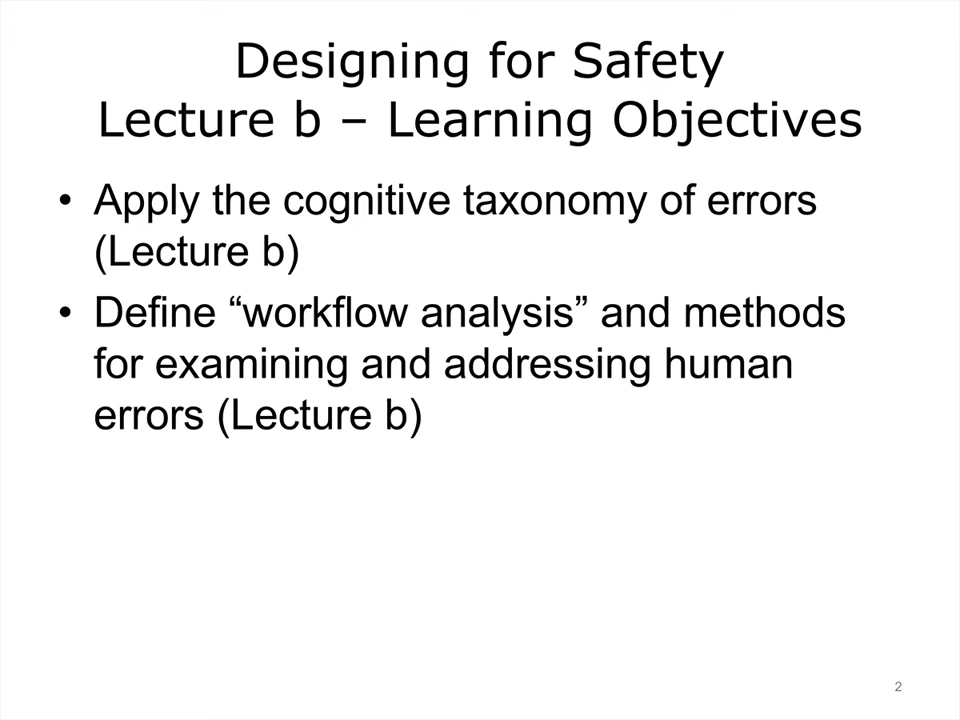 Designing for Safety
Lecture b – Learning Objectives
• Apply the cognitive taxonomy of errors
(Lecture b)
• Define “workflow analysis” and methods
for examining and addressing human
errors (Lecture b)
2